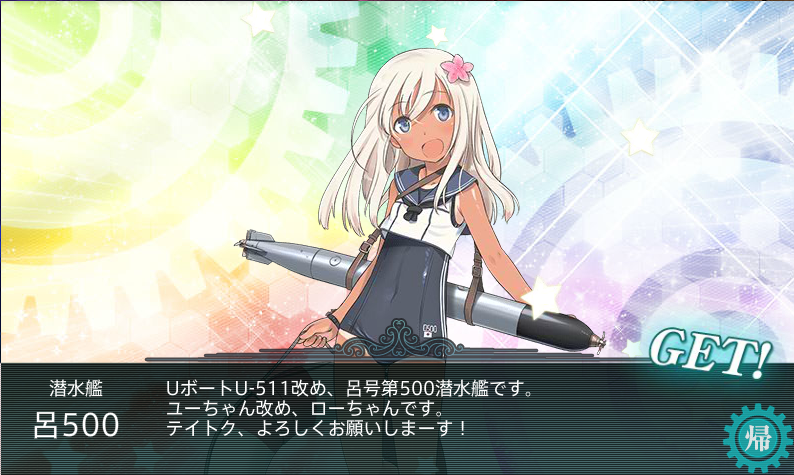 GET!
潜水艦
呂500
UボートU-511改め、呂号第500潜水艦です。
ユーちゃん改め、ローちゃんです。
テイトク、よろしくお願いしまーす！
帰